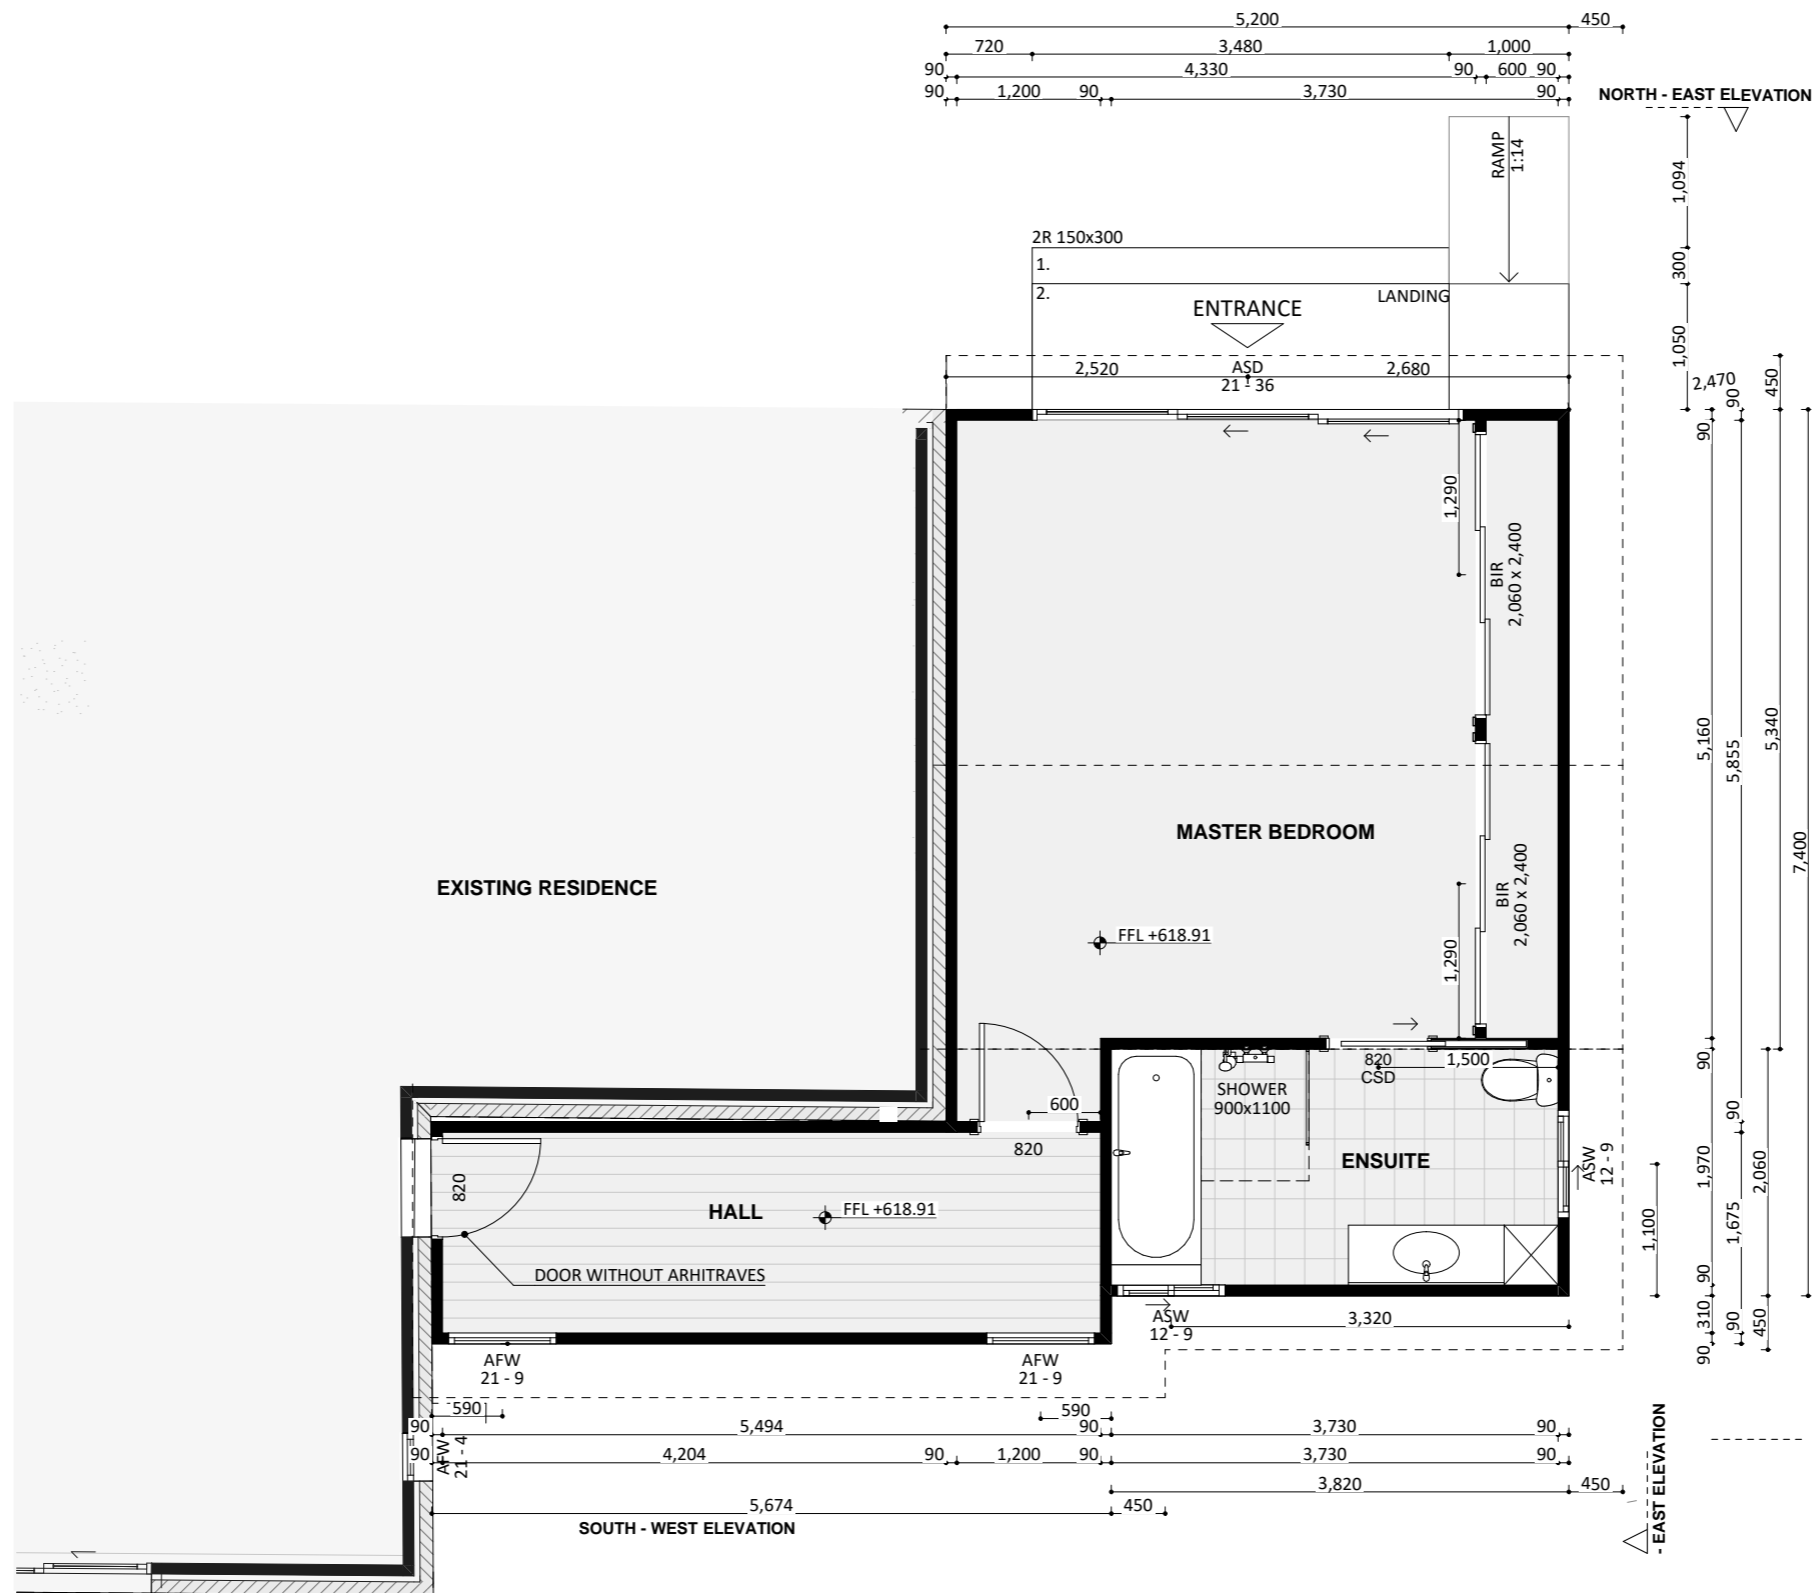 5,200 450
720 3,480 1,000
90 4,330 90 600 90
90 1,200 90 3,730 90
NORTH - EAST ELEVATION
RAMP
1:14
1,094
300
1,050
2R 150x300
1.
2.
LANDING
ENTRANCE
2,520 ASD 2,680
21 - 36
2,470
90
450
90
1,290
BIR
2,060 x 2,400
5,160
5,855
5,340
7,400
MASTER BEDROOM
EXISTING RESIDENCE
BIR
2,060 x 2,400
FFL +618.91
1,290
820
CSD
1,500
90
SHOWER
900x1100
600
820
90
ENSUITE
ASW
12 - 9
1,970
2,060
820
HALL
FFL +618.91
1,100
1,675
DOOR WITHOUT ARHITRAVES
90
ASW
12 - 9
3,320
310
90
450
90
AFW
21 - 9
AFW
21 - 9
590 590
90 5,494 90 3,730 90
AFW
21 - 4
90 4,204 90 1,200 90 3,730 90
3,820 450
5,674 450
SOUTH - WEST ELEVATION
- EAST ELEVATION